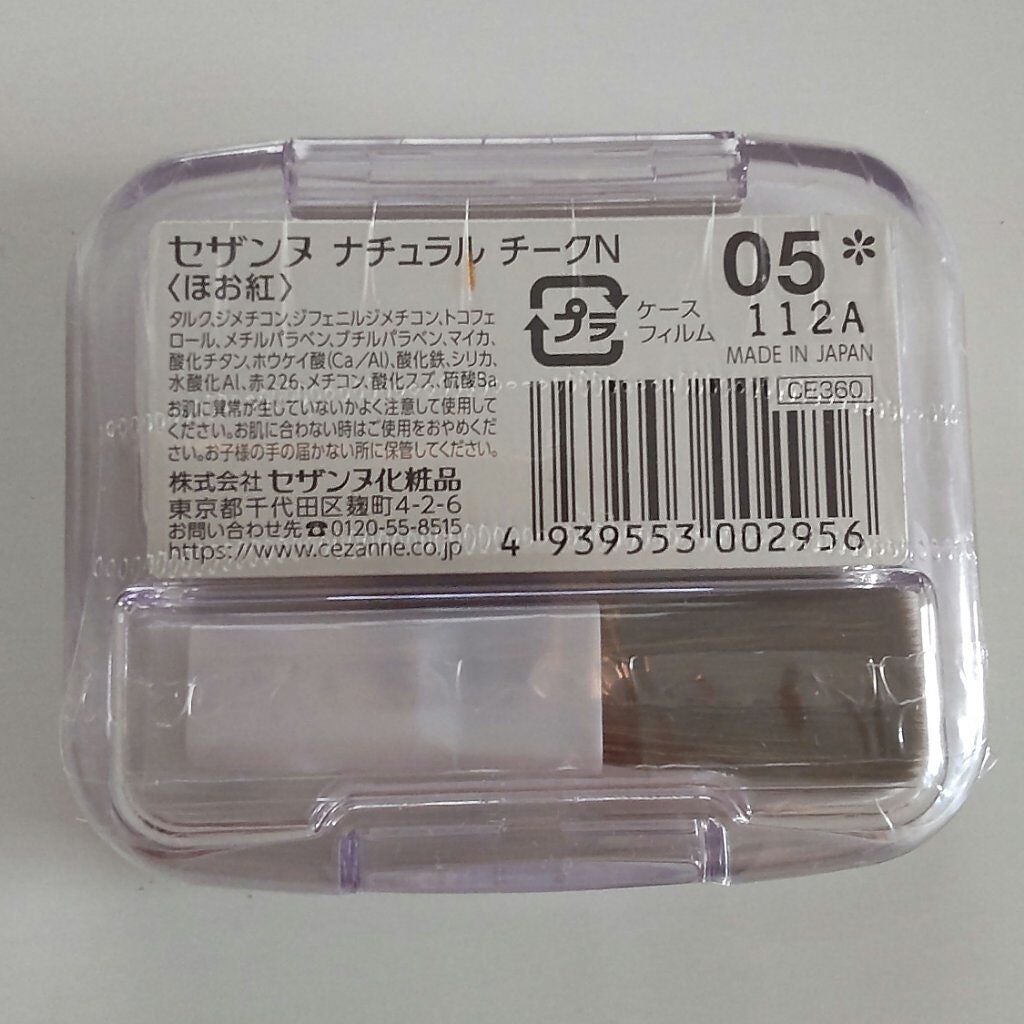 セザンヌ ナチュラル チークN
〈ほお紅〉
タルク、ジメチコン、ジフェニルジメチコン、トコフェ
ロール、メチルパラベン、ブチルパラベン、マイカ、
酸化チタン、ホウケイ酸(Ca/Al)、酸化鉄、シリカ、
水酸化Al、赤226、メチコン、酸化スズ、硫酸Ba
お肌に異常が生じていないかよく注意して使用して
ください。お肌に合わない時はご使用をおやめくだ
さい。お子様の手の届かない所に保管してください。
株式会社 セザンヌ化粧品
東京都千代田区麹町4-2-6
お問い合わせ先☎0120-55-8515
https://www.cezanne.co.jp
プラ
ケース
フィルム
05*
112A
MADE IN JAPAN
CE360
4 939553 002956